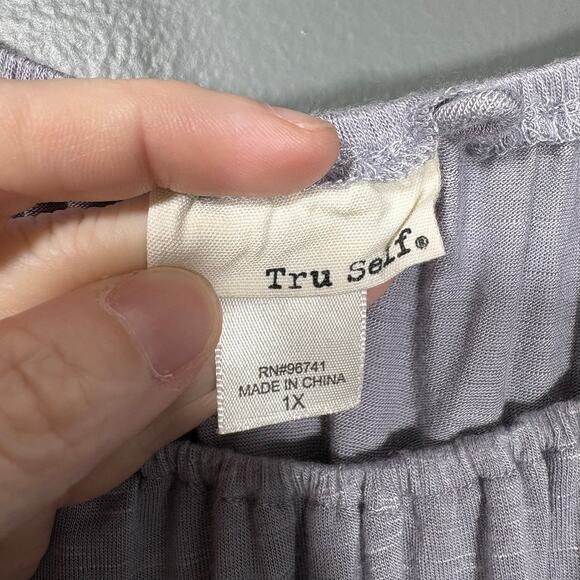 Tru Self®
RN#96741
MADE IN CHINA
1X